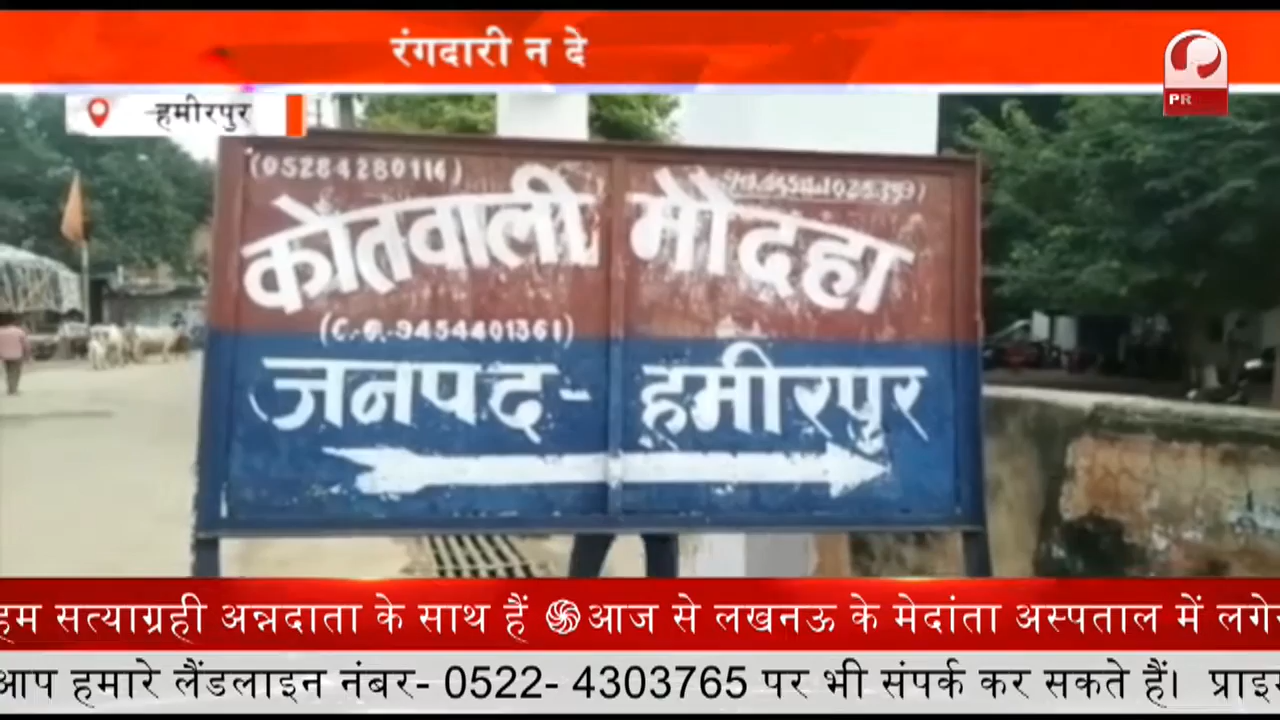 रंगदारी न दे
PR
हमीरपुर
(05284280114)
कोतवाली मौदहा
(C.-G.-9454401361)
जनपद- हमीरपुर
हम सत्याग्रही अन्नदाता के साथ हैं आज से लखनऊ के मेदांता अस्पताल में लगे
आप हमारे लैंडलाइन नंबर- 0522- 4303765 पर भी संपर्क कर सकते हैं।